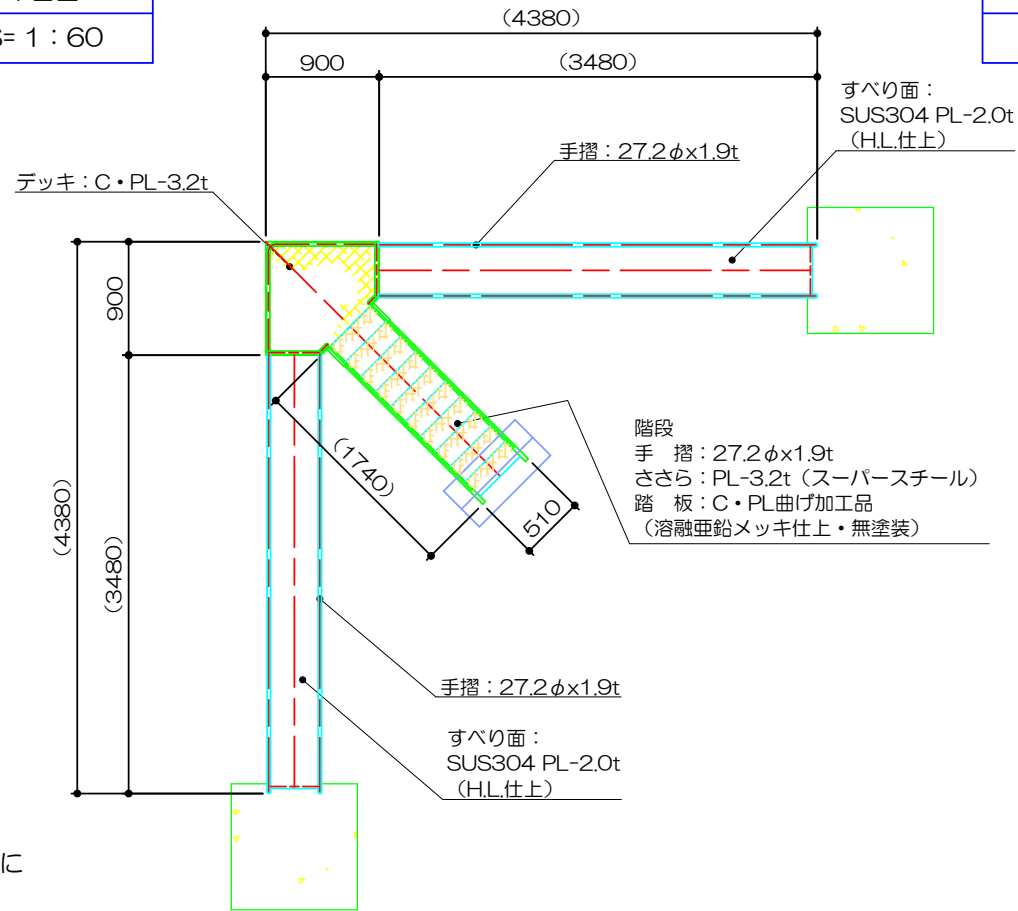 S= 1：60
(4380)
900
(3480)
すべり面：
SUS304 PL-2.0t
（H.L.仕上）
手摺：27.2φx1.9t
デッキ：C・PL-3.2t
900
(4380)
(3480)
(1740)
510
階段
手　摺：27.2φx1.9t
ささら：PL-3.2t（スーパースチール）
踏　板：C・PL曲げ加工品
（溶融亜鉛メッキ仕上・無塗装）
手摺：27.2φx1.9t
すべり面：
SUS304 PL-2.0t
（H.L.仕上）
に